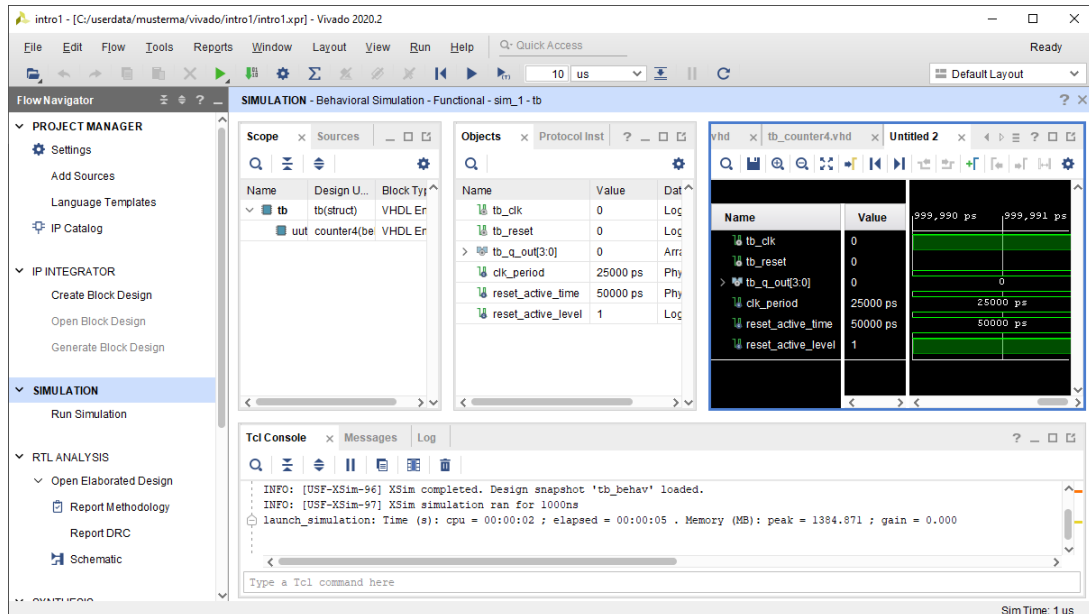 intro1 - [C:/userdata/musterma/vivado/intro1/intro1.xpr] - Vivado 2020.2
File Edit Flow Tools Reports Window Layout View Run Help Q- Quick Access Ready
10 us Default Layout
Flow Navigator
SIMULATION - Behavioral Simulation - Functional - sim_1 - tb
PROJECT MANAGER
Settings
Add Sources
Language Templates
IP Catalog
IP INTEGRATOR
Create Block Design
Open Block Design
Generate Block Design
SIMULATION
Run Simulation
RTL ANALYSIS
Open Elaborated Design
Report Methodology
Report DRC
Schematic
Scope Sources
Name Design U... Block Typ
tb tb(struct) VHDL En
uut counter4(be VHDL En
Objects Protocol Inst
Name Value Dat
tb_clk 0 Log
tb_reset 0 Log
tb_q_out[3:0] 0 Arra
clk_period 25000 ps Phy
reset_active_time 50000 ps Phy
reset_active_level 1 Log
vhd tb_counter4.vhd Untitled 2
Name Value 999,990 ps 999,991 ps
tb_clk 0
tb_reset 0
tb_q_out[3:0] 0 0
clk_period 25000 ps 25000 ps
reset_active_time 50000 ps 50000 ps
reset_active_level 1
Tcl Console Messages Log
INFO: [USF-XSim-96] XSim completed. Design snapshot 'tb_behav' loaded.
INFO: [USF-XSim-97] XSim simulation ran for 1000ns
launch_simulation: Time (s): cpu = 00:00:02 ; elapsed = 00:00:05 . Memory (MB): peak = 1384.871 ; gain = 0.000
Type a Tcl command here
Sim Time: 1 us